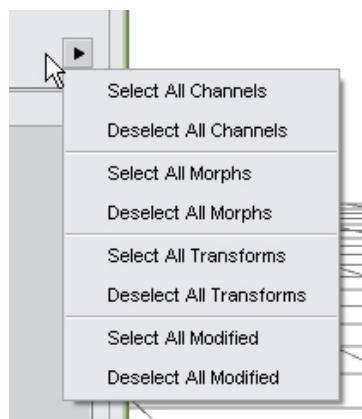 Select All Channels
Deselect All Channels
Select All Morphs
Deselect All Morphs
Select All Transforms
Deselect All Transforms
Select All Modified
Deselect All Modified